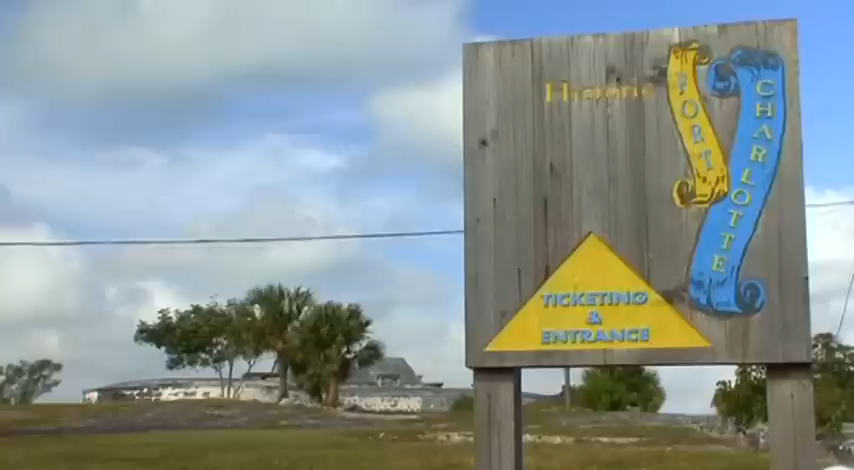 Historic
FORT
CHARLOTTE
TICKETING
&
ENTRANCE